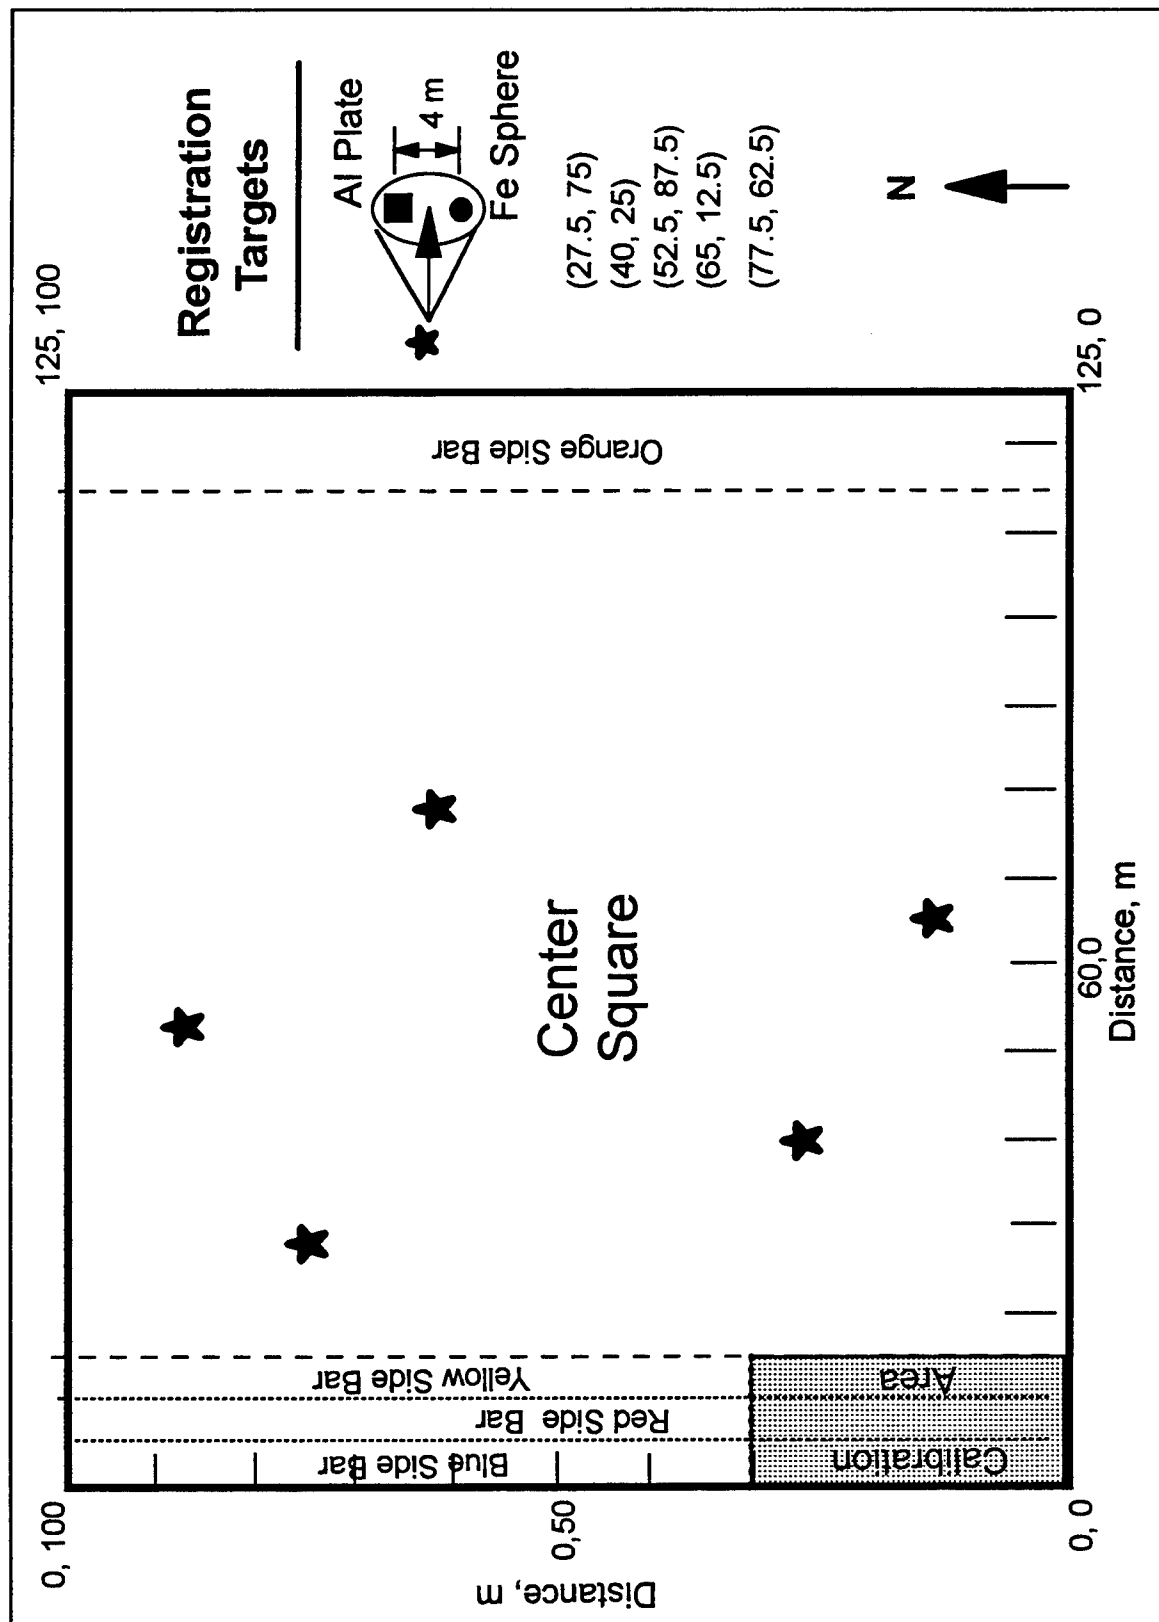 Registration
Targets
Al Plate
4 m
Fe Sphere
(27.5, 75)
(40, 25)
(52.5, 87.5)
(65, 12.5)
(77.5, 62.5)
N
125, 100
125, 0
Orange Side Bar
Center
Square
60,0
Distance, m
Yellow Side Bar
Red Side Bar
Blue Side Bar
Calibration
Area
0, 100
0,50
0, 0
Distance, m